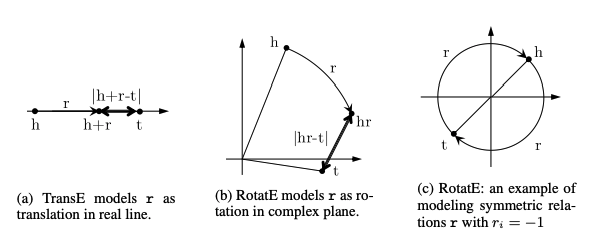 r
|h+r-t|
h
h+r
t
(a) TransE models r as
translation in real line.
h
r
hr
|hr-t|
t
(b) RotatE models r as ro-
tation in complex plane.
r
h
t
r
(c) RotatE: an example of
modeling symmetric rela-
tions r with rᵢ = −1